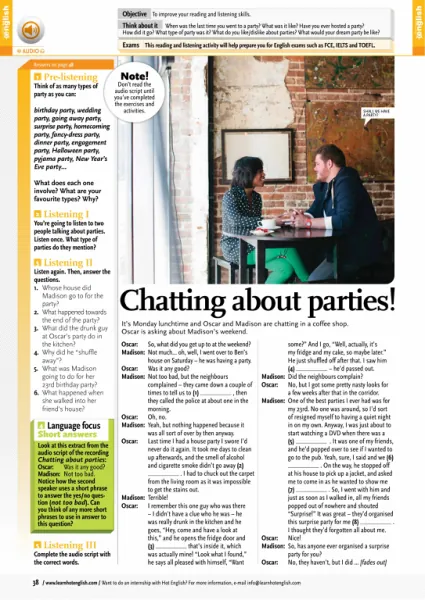 english
english
Objective To improve your reading and listening skills.
Think about it When was the last time you went to a party? What was it like? Have you ever hosted a party?
How did it go? What type of party was it? What do you like/dislike about parties? What would your dream party be like?
Exams This reading and listening activity will help prepare you for English exams such as FCE, IELTS and TOEFL.
AUDIO
Answers on page 48
1 Pre-listening
Think of as many types of
party as you can:
birthday party, wedding
party, going away party,
surprise party, homecoming
party, fancy-dress party,
dinner party, engagement
party, Halloween party,
pyjama party, New Year's
Eve party...
What does each one
involve? What are your
favourite types? Why?
2 Listening I
You're going to listen to two
people talking about parties.
Listen once. What type of
parties do they mention?
3 Listening II
Listen again. Then, answer the
questions.
1. Whose house did
Madison go to for the
party?
2. What happened towards
the end of the party?
3. What did the drunk guy
at Oscar's party do in
the kitchen?
4. Why did he "shuffle
away"?
5. What was Madison
going to do for her
23rd birthday party?
6. What happened when
she walked into her
friend's house?
4 Language focus
Short answers
Look at this extract from the
audio script of the recording
Chatting about parties:
Oscar: Was it any good?
Madison: Not too bad.
Notice how the second
speaker uses a short phrase
to answer the yes/no ques-
tion (not too bad). Can
you think of any more short
phrases to use in answer to
this question?
5 Listening III
Complete the audio script with
the correct words.
Note!
Don't read the
audio script until
you've completed
the exercises and
activities.
SHALL WE HAVE
A PARTY?
Chatting about parties!
It's Monday lunchtime and Oscar and Madison are chatting in a coffee shop.
Oscar is asking about Madison's weekend.
Oscar: So, what did you get up to at the weekend?
Madison: Not much... oh, well, I went over to Ben's
house on Saturday – he was having a party.
Oscar: Was it any good?
Madison: Not too bad, but the neighbours
complained – they came down a couple of
times to tell us to (1) ____________, then
they called the police at about one in the
morning.
Oscar: Oh, no.
Madison: Yeah, but nothing happened because it
was all sort of over by then anyway.
Oscar: Last time I had a house party I swore I'd
never do it again. It took me days to clean
up afterwards, and the smell of alcohol
and cigarette smoke didn't go away (2)
____________. I had to chuck out the carpet
from the living room as it was impossible
to get the stains out.
Madison: Terrible!
Oscar: I remember this one guy who was there
– I didn't have a clue who he was – he
was really drunk in the kitchen and he
goes, "Hey, come and have a look at
this," and he opens the fridge door and
(3) ____________ that's inside it, which
was actually mine! "Look what I found,"
he says all pleased with himself, "Want
some?" And I go, "Well, actually, it's
my fridge and my cake, so maybe later."
He just shuffled off after that. I saw him
(4) ____________ – he'd passed out.
Madison: Did the neighbours complain?
Oscar: No, but I got some pretty nasty looks for
a few weeks after that in the corridor.
Madison: One of the best parties I ever had was for
my 23rd. No one was around, so I'd sort
of resigned myself to having a quiet night
in on my own. Anyway, I was just about to
start watching a DVD when there was a
(5) ____________. It was one of my friends,
and he'd popped over to see if I wanted to
go to the pub. Yeah, sure, I said and we (6)
____________. On the way, he stopped off
at his house to pick up a jacket, and asked
me to come in as he wanted to show me
(7) ____________. So, I went with him and
just as soon as I walked in, all my friends
popped out of nowhere and shouted
"Surprise!" It was great – they'd organised
this surprise party for me (8) ____________.
I thought they'd forgotten all about me.
Oscar: Nice!
Madison: So, has anyone ever organised a surprise
party for you?
Oscar: No, they haven't, but I did ... [fades out]
38 / www.learnhotenglish.com / Want to do an internship with Hot English? For more information, e-mail info@learnhotenglish.com